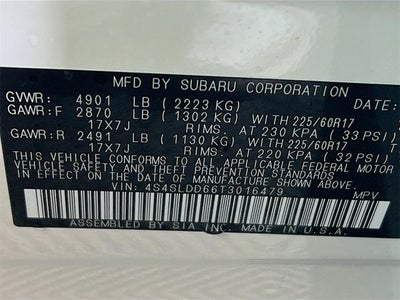 MFD BY SUBARU CORPORATION
GVWR: 4901 LB (2223 KG) DATE:
GAWR:F 2870 LB (1302 KG) WITH 225/60R17
17X7J RIMS. AT 230 KPA (33 PSI)
GAWR:R 2491 LB (1130 KG) WITH 225/60R17
17X7J RIMS. AT 220 KPA (32 PSI)
THIS VEHICLE CONFORMS TO ALL APPLICABLE FEDERAL MOTOR
VEHICLE SAFETY AND THEFT PREVENTION STANDARDS
IN EFFECT ON THE DATE OF MANUFACTURE SHOWN ABOVE.
VIN: 4S4SLDD66T3016479 MPV
ASSEMBLED BY SIA INC. MADE IN U.S.A.